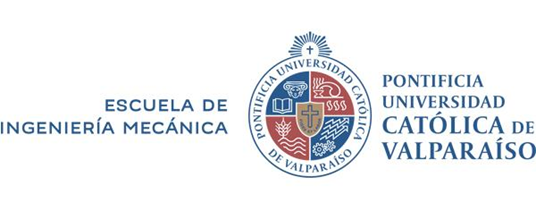 ESCUELA DE
INGENIERÍA MECÁNICA
PONTIFICIA UNIVERSIDAD CATÓLICA
DE VALPARAÍSO
PONTIFICIA
UNIVERSIDAD
CATÓLICA DE
VALPARAÍSO